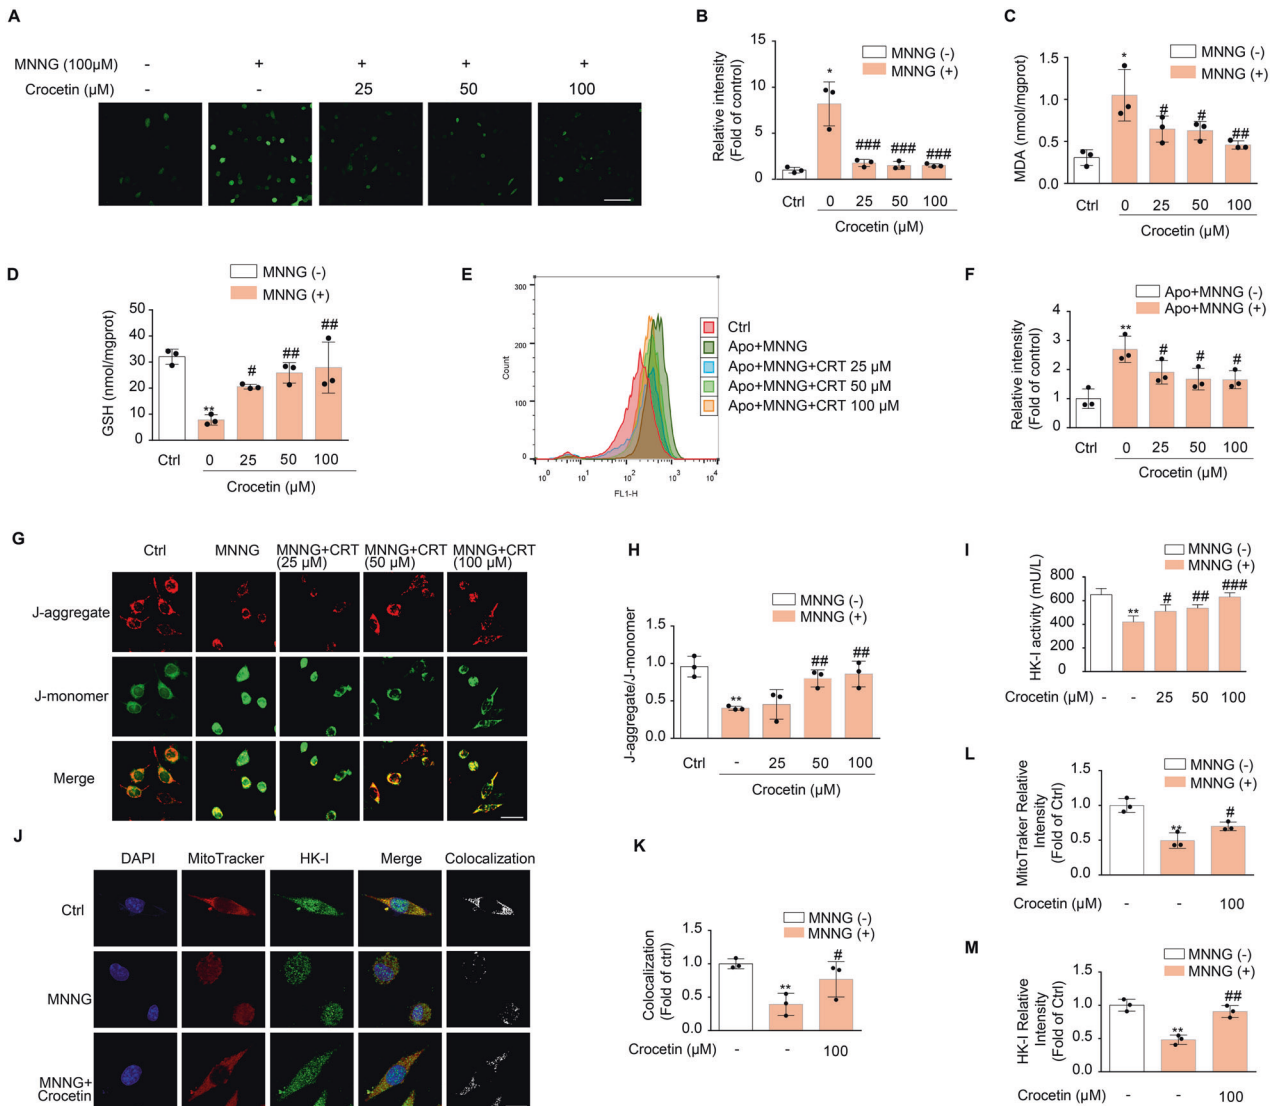 A
MNNG (100µM) - + + + +
Crocetin (µM) - - 25 50 100
B
Relative intensity
(Fold of control)
15
10
5
0
MNNG (-)
MNNG (+)
*
###
###
###
Ctrl 0 25 50 100
Crocetin (µM)
C
MDA (nmol/mgprot)
1.5
1.0
0.5
0.0
MNNG (-)
MNNG (+)
*
#
#
##
Ctrl 0 25 50 100
Crocetin (µM)
D
MNNG (-)
MNNG (+)
GSH (nmol/mgprot)
50
40
30
20
10
0
**
#
##
##
Ctrl 0 25 50 100
Crocetin (µM)
E
Count
300
200
100
0
10^0 10^1 10^2 10^3 10^4
FL1-H
Ctrl
Apo+MNNG
Apo+MNNG+CRT 25 µM
Apo+MNNG+CRT 50 µM
Apo+MNNG+CRT 100 µM
F
Apo+MNNG (-)
Apo+MNNG (+)
Relative intensity
(Fold of control)
4
3
2
1
0
**
#
#
#
Ctrl 0 25 50 100
Crocetin (µM)
G
Ctrl MNNG MNNG+CRT MNNG+CRT MNNG+CRT
(25 µM) (50 µM) (100 µM)
J-aggregate
J-monomer
Merge
H
MNNG (-)
MNNG (+)
J-aggregate/J-monomer
1.5
1.0
0.5
0.0
**
##
##
Ctrl - 25 50 100
Crocetin (µM)
I
MNNG (-)
MNNG (+)
HK-I activity (mU/L)
800
600
400
200
0
**
#
##
###
Crocetin (µM) - - 25 50 100
J
DAPI MitoTracker HK-I Merge Colocalization
Ctrl
MNNG
MNNG+
Crocetin
K
MNNG (-)
MNNG (+)
Colocalization
(Fold of ctrl)
1.5
1.0
0.5
0.0
**
#
Crocetin (µM) - - 100
L
MNNG (-)
MNNG (+)
MitoTraker Relative
Intensity
(Fold of Ctrl)
1.5
1.0
0.5
0.0
**
#
Crocetin (µM) - - 100
M
MNNG (-)
MNNG (+)
HK-I Relative
Intensity
(Fold of Ctrl)
1.5
1.0
0.5
0.0
**
##
Crocetin (µM) - - 100